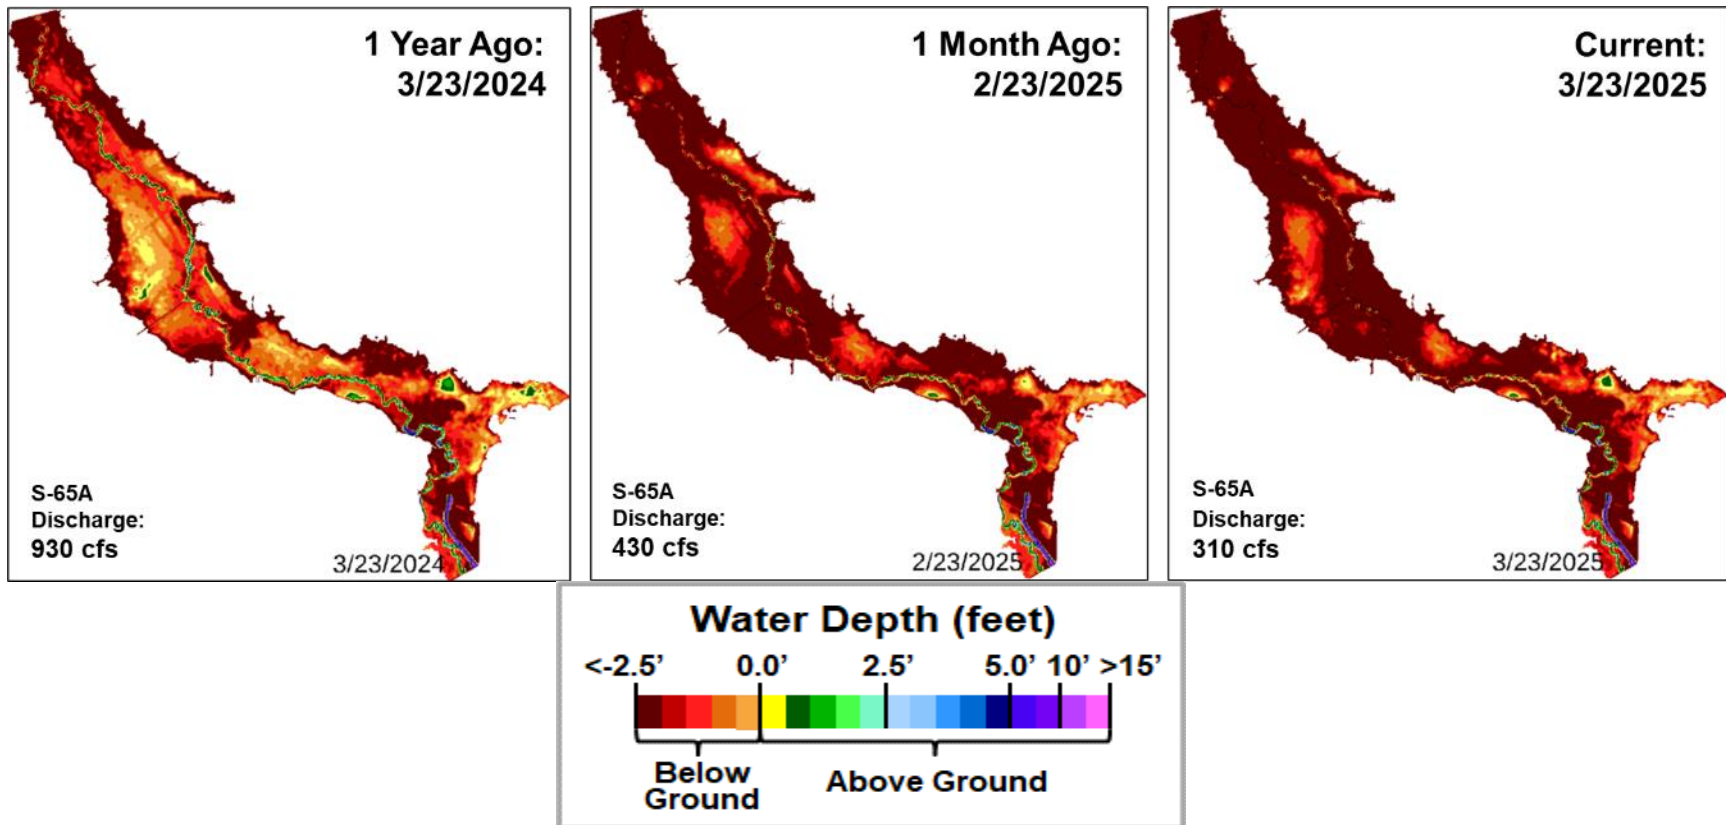 1 Year Ago:
3/23/2024
S-65A
Discharge:
930 cfs
3/23/2024
1 Month Ago:
2/23/2025
S-65A
Discharge:
430 cfs
2/23/2025
Current:
3/23/2025
S-65A
Discharge:
310 cfs
3/23/2025
Water Depth (feet)
<-2.5’ 0.0’ 2.5’ 5.0’ 10’ >15’
Below
Ground
Above Ground